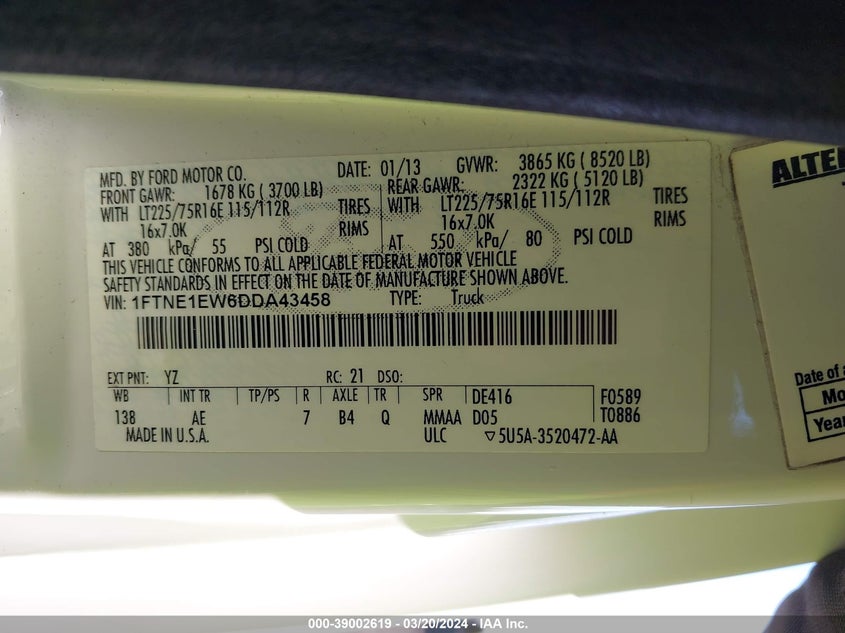 MFD. BY FORD MOTOR CO. DATE: 01/13 GVWR: 3865 KG ( 8520 LB)
FRONT GAWR: 1678 KG ( 3700 LB) REAR GAWR: 2322 KG ( 5120 LB)
WITH LT225/75R16E 115/112R TIRES WITH LT225/75R16E 115/112R TIRES
16x7.0K RIMS 16x7.0K RIMS
AT 380 kPa/ 55 PSI COLD AT 550 kPa/ 80 PSI COLD
THIS VEHICLE CONFORMS TO ALL APPLICABLE FEDERAL MOTOR VEHICLE
SAFETY STANDARDS IN EFFECT ON THE DATE OF MANUFACTURE SHOWN ABOVE.
VIN: 1FTNE1EW6DDA43458 TYPE: Truck
EXT PNT: YZ RC: 21 DSO:
WB INT TR TP/PS R AXLE TR SPR DE416 F0589
138 AE 7 B4 Q MMAA D05 T0886
MADE IN U.S.A. ULC ▽5U5A-3520472-AA
Date of a
Mo
Year
000-39002619 - 03/20/2024 - IAA Inc.